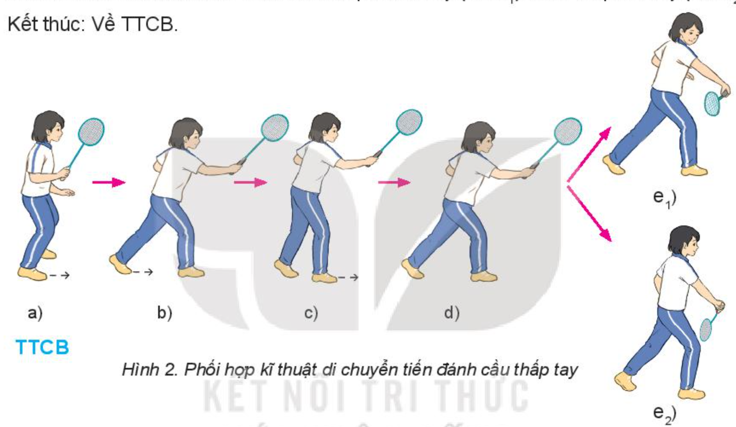 Kết thúc: Về TTCB.
e₁)
a)
b)
c)
d)
TTCB
Hình 2. Phối hợp kĩ thuật di chuyển tiến đánh cầu thấp tay
KẾT NỐI TRI THỨC
e₂)